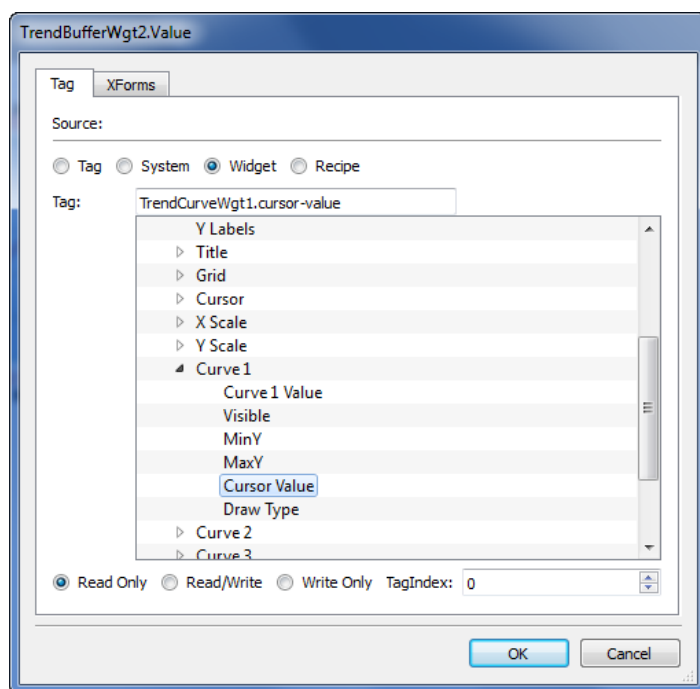 TrendBufferWgt2.Value
Tag XForms
Source:
Tag System Widget Recipe
Tag: TrendCurveWgt1.cursor-value
Y Labels
Title
Grid
Cursor
X Scale
Y Scale
Curve 1
Curve 1 Value
Visible
MinY
MaxY
Cursor Value
Draw Type
Curve 2
Curve 3
Read Only Read/Write Write Only TagIndex: 0
OK Cancel